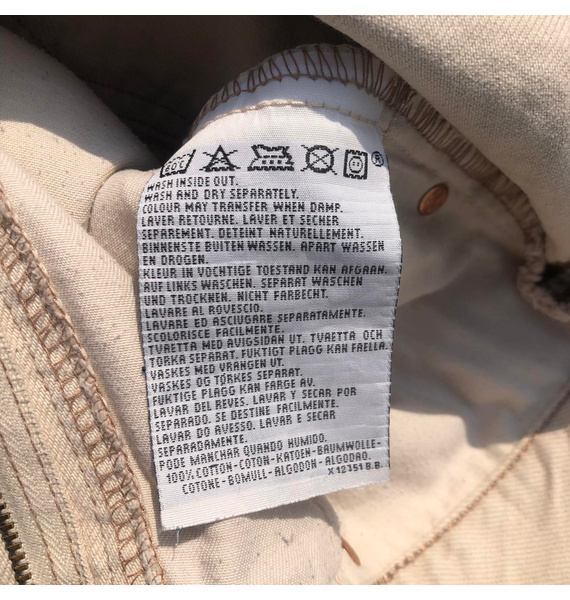 60C ®
WASH INSIDE OUT.
WASH AND DRY SEPARATELY.
COLOUR MAY TRANSFER WHEN DAMP.
LAVER RETOURNE. LAVER ET SECHER
SEPAREMENT. DETEINT NATURELLEMENT.
BINNENSTE BUITEN WASSEN. APART WASSEN
EN DROGEN.
KLEUR IN VOCHTIGE TOESTAND KAN AFGAAN.
AUF LINKS WASCHEN. SEPARAT WASCHEN
UND TROCKNEN. NICHT FARBECHT.
LAVARE AL ROVESCIO.
LAVARE ED ASCIUGARE SEPARATAMENTE.
SCOLORISCE FACILMENTE.
TVAETTA MED AVIGSIDAN UT. TVAETTA OCH
TORKA SEPARAT. FUKTIGT PLAGG KAN FAELLA.
VASKES MED VRANGEN UT.
VASKES OG TØRKES SEPARAT.
FUKTIGE PLAGG KAN FARGE AV.
LAVAR DEL REVES. LAVAR Y SECAR POR
SEPARADO. SE DESTINE FACILMENTE.
LAVAR DO AVESSO. LAVAR E SECAR
SEPARADAMENTE.
PODE MANCHAR QUANDO HUMIDO.
100% COTTON-COTON-KATOEN-BAUMWOLLE-
COTONE-BOMULL-ALGODON-ALGODAO.
X 12151 B.B.